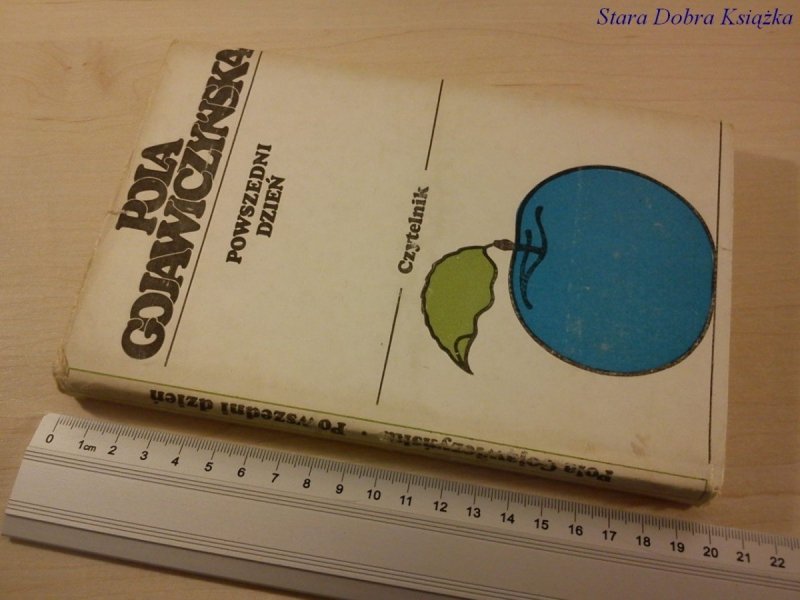 Stara Dobra Książka
POLA
GOJAWICZYŃSKA
POWSZEDNI
DZIEŃ
Czytelnik
Pola Gojawiczyńska • Powszedni dzień
0 1cm 2 3 4 5 6 7 8 9 10 11 12 13 14 15 16 17 18 19 20 21 22